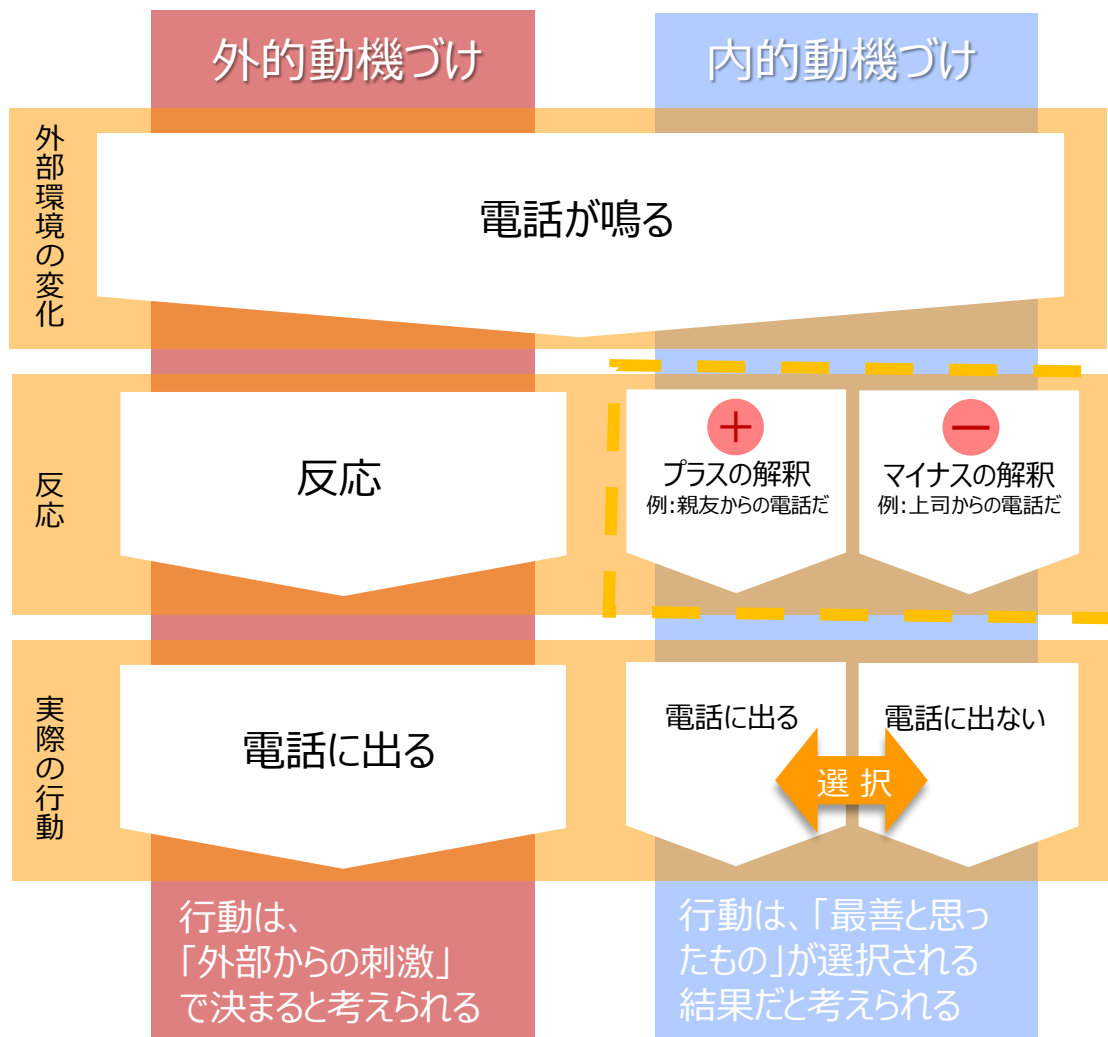 外的動機づけ
内的動機づけ
外部環境の変化
電話が鳴る
反応
反応
＋
プラスの解釈
例：親友からの電話だ
－
マイナスの解釈
例：上司からの電話だ
実際の行動
電話に出る
電話に出る
電話に出ない
選 択
行動は、
「外部からの刺激」
で決まると考えられる
行動は、「最善と思っ
たもの」が選択される
結果だと考えられる